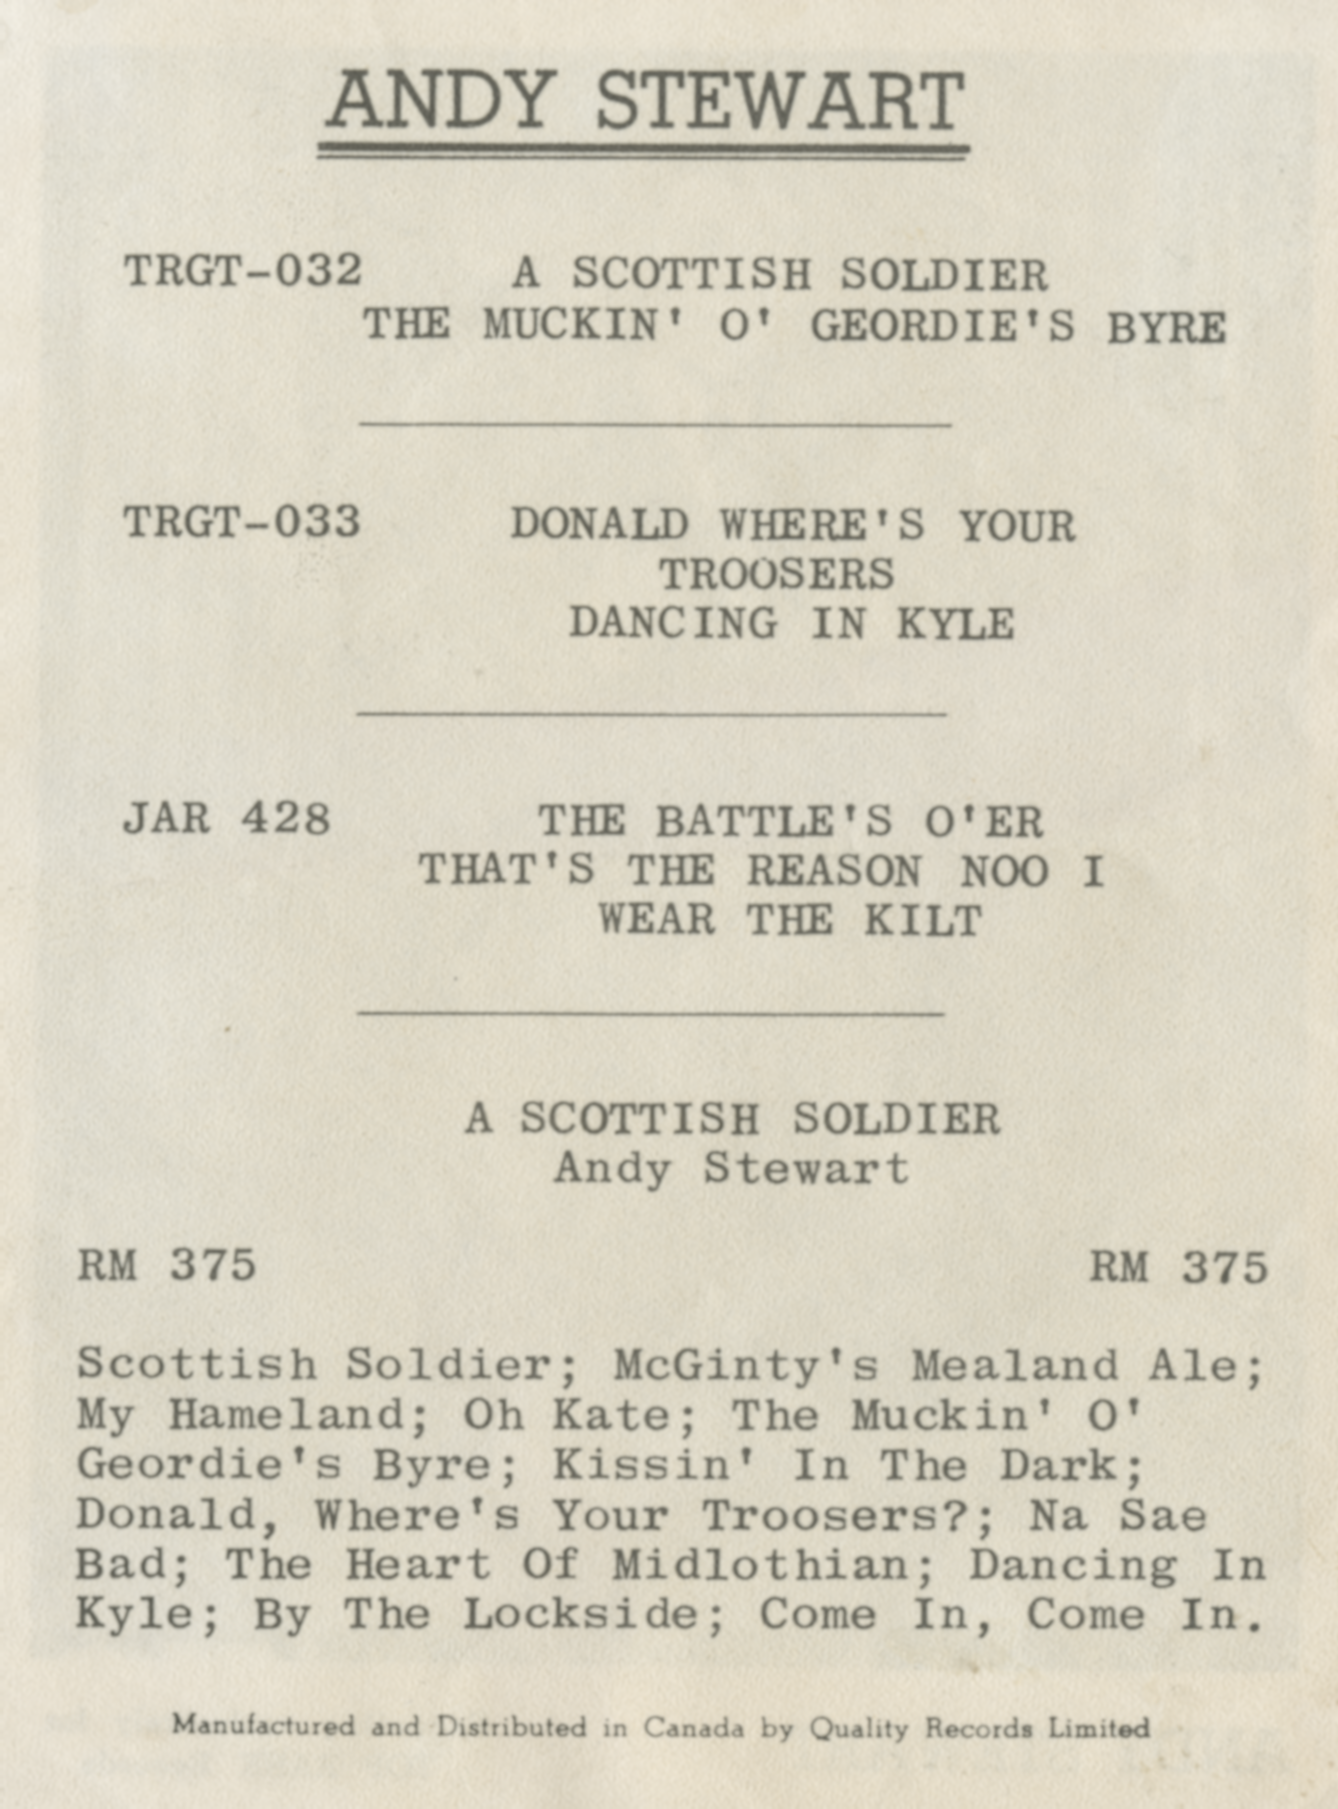 ANDY STEWART
TRGT-032 A SCOTTISH SOLDIER
THE MUCKIN' O' GEORDIE'S BYRE
TRGT-033 DONALD WHERE'S YOUR
TROOSERS
DANCING IN KYLE
JAR 428 THE BATTLE'S O'ER
THAT'S THE REASON NOO I
WEAR THE KILT
A SCOTTISH SOLDIER
Andy Stewart
RM 375 RM 375
Scottish Soldier; McGinty's Mealand Ale;
My Hameland; Oh Kate; The Muckin' O'
Geordie's Byre; Kissin' In The Dark;
Donald, Where's Your Troosers?; Na Sae
Bad; The Heart Of Midlothian; Dancing In
Kyle; By The Lockside; Come In, Come In.
Manufactured and Distributed in Canada by Quality Records Limited